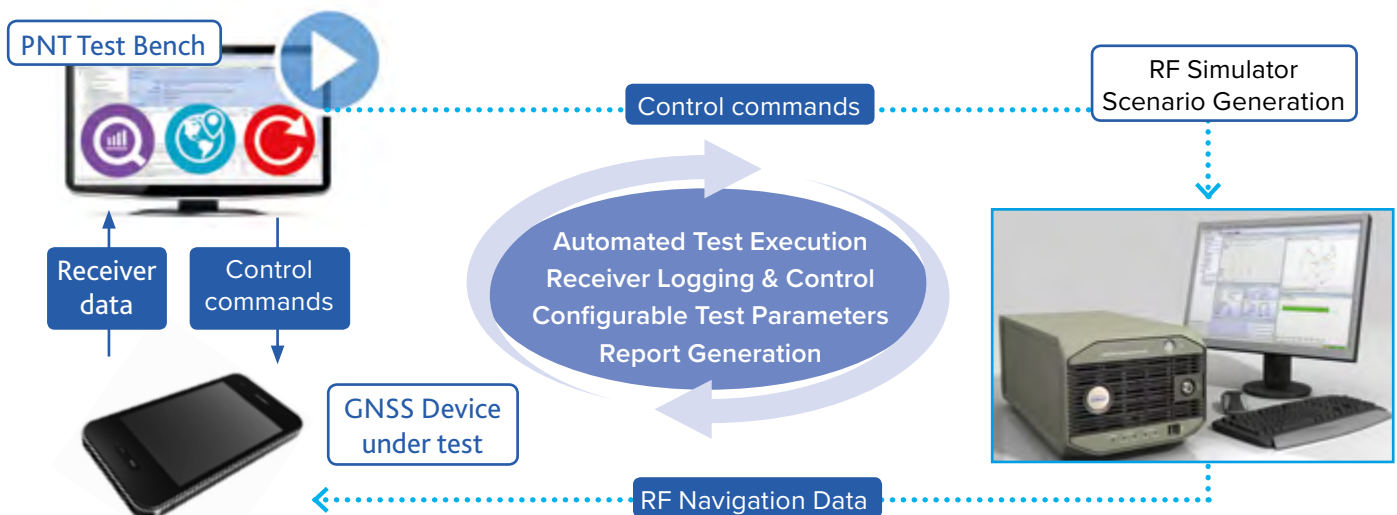 PNT Test Bench
Control commands
RF Simulator
Scenario Generation
Automated Test Execution
Receiver Logging & Control
Configurable Test Parameters
Report Generation
Receiver
data
Control
commands
GNSS Device
under test
RF Navigation Data